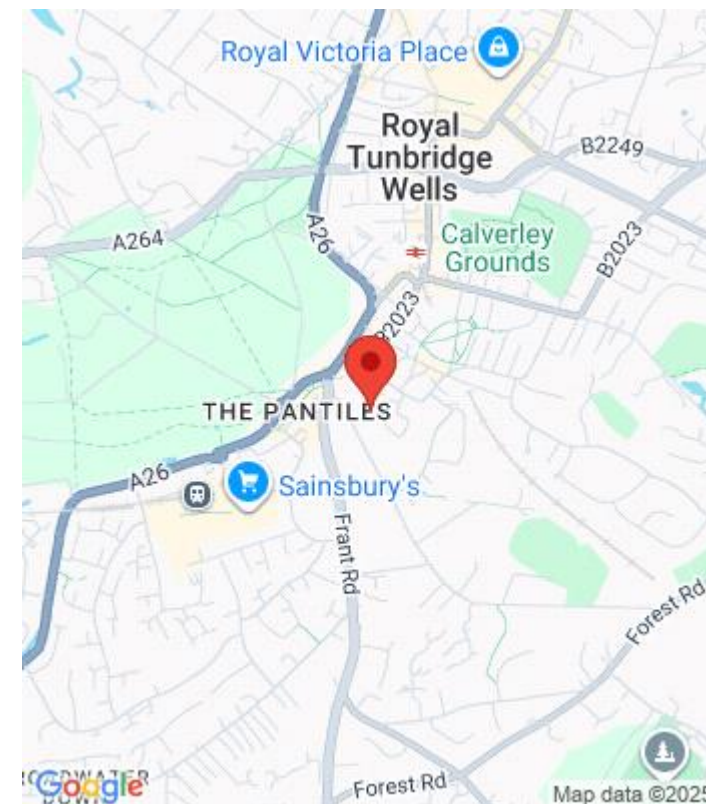 Royal Victoria Place
Royal
Tunbridge
Wells
B2249
A26
A264
Calverley
Grounds
B2023
B2023
THE PANTILES
A26
Sainsbury's
Frant Rd
Forest Rd
Forest Rd
Google
Map data ©2025